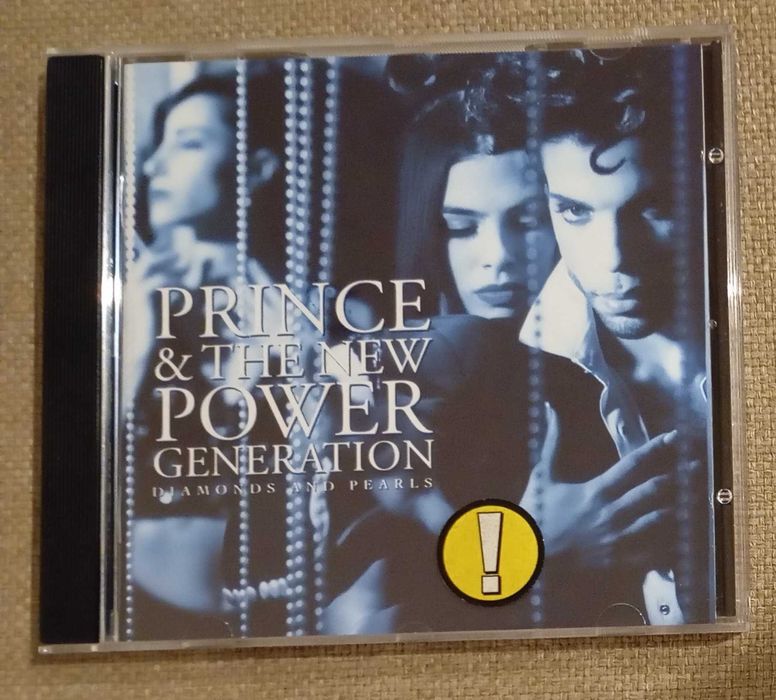 PRINCE
& THE NEW
POWER
GENERATION
DIAMONDS AND PEARLS
!